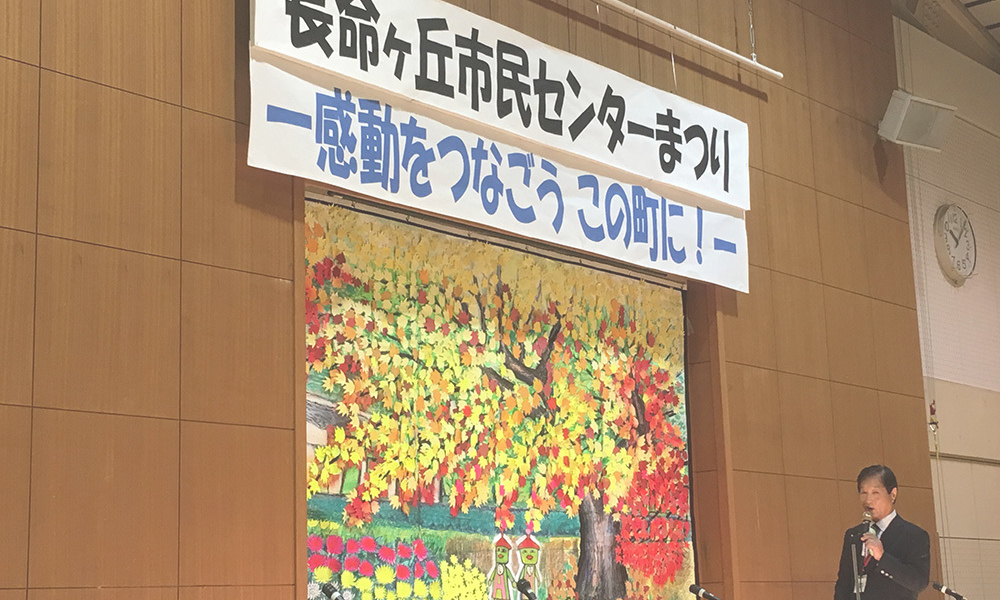 長命ヶ丘市民センターまつり
ー感動をつなごう この町に！ー